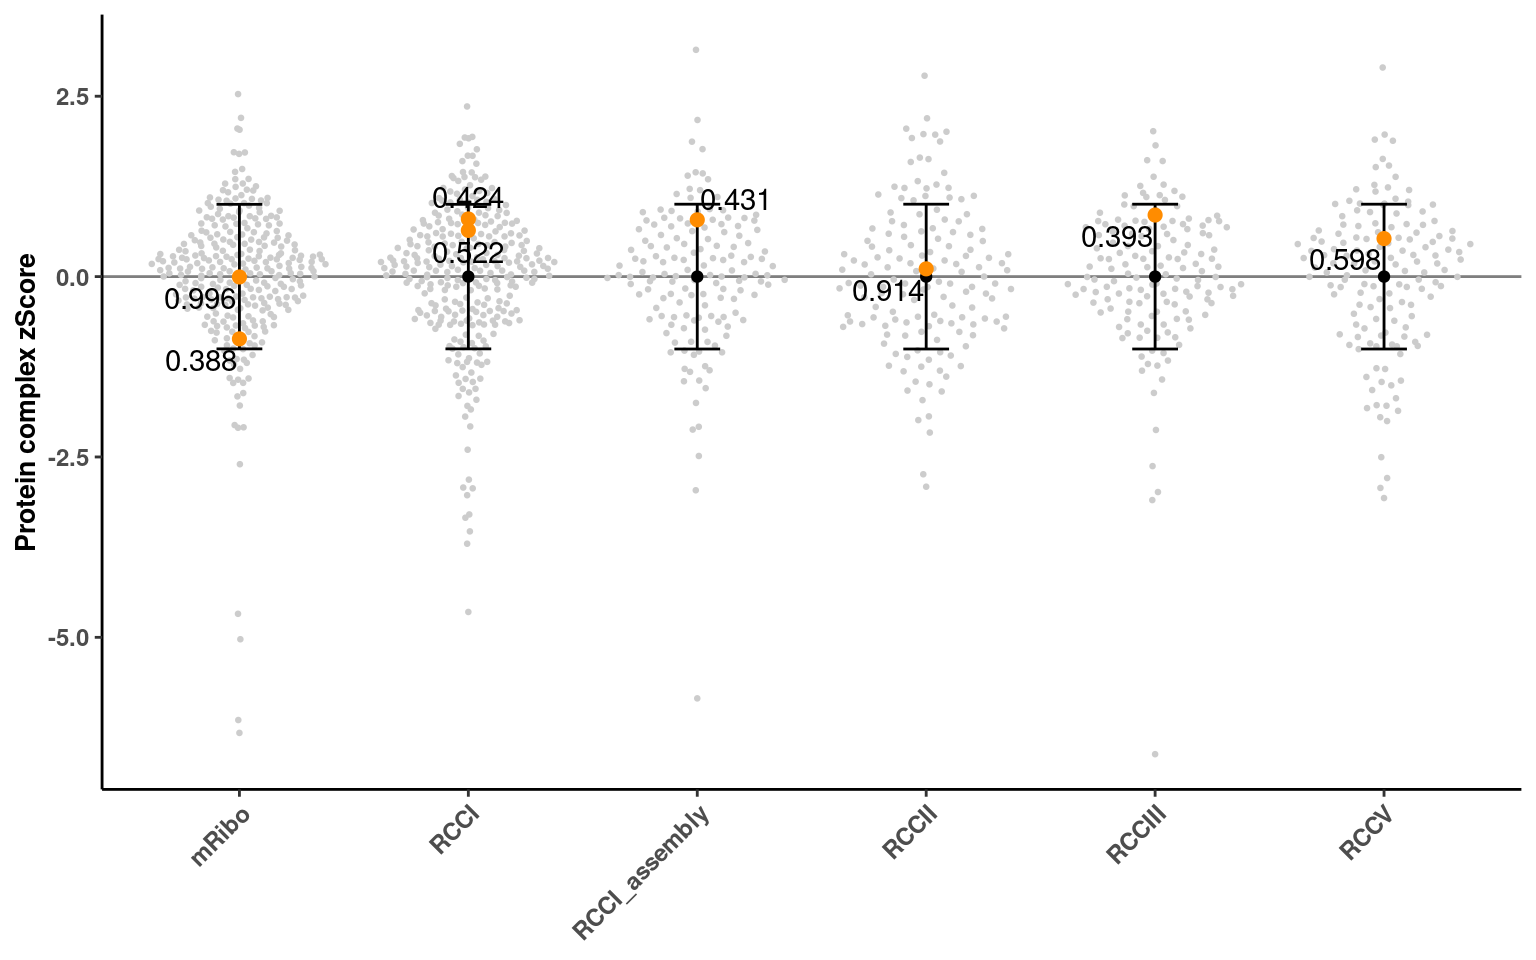 Protein complex zScore
2.5
0.0
-2.5
-5.0
0.996
0.388
0.424
0.522
0.431
0.914
0.393
0.598
mRibo
RCCI
RCCI_assembly
RCCII
RCCIII
RCCV